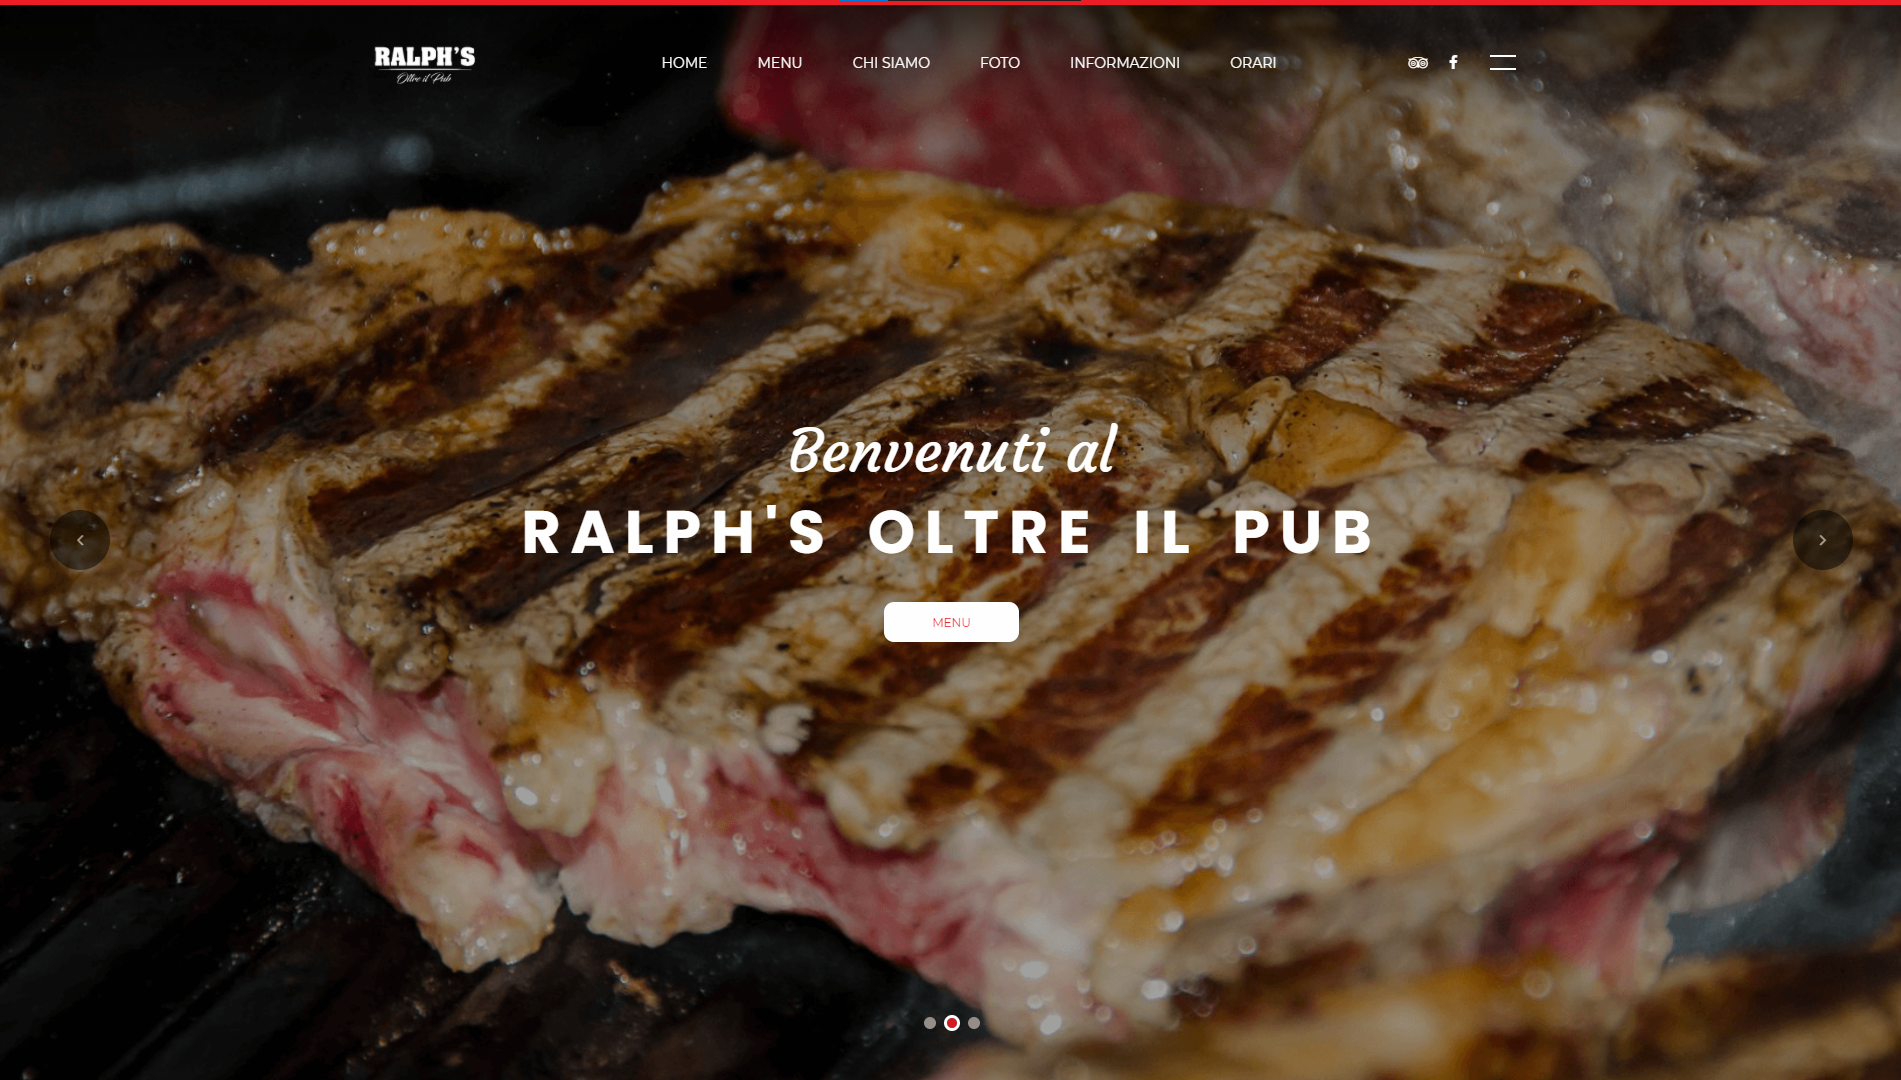 RALPH'S
Oltre il Pub
HOME MENU CHI SIAMO FOTO INFORMAZIONI ORARI
Benvenuti al
RALPH'S OLTRE IL PUB
MENU